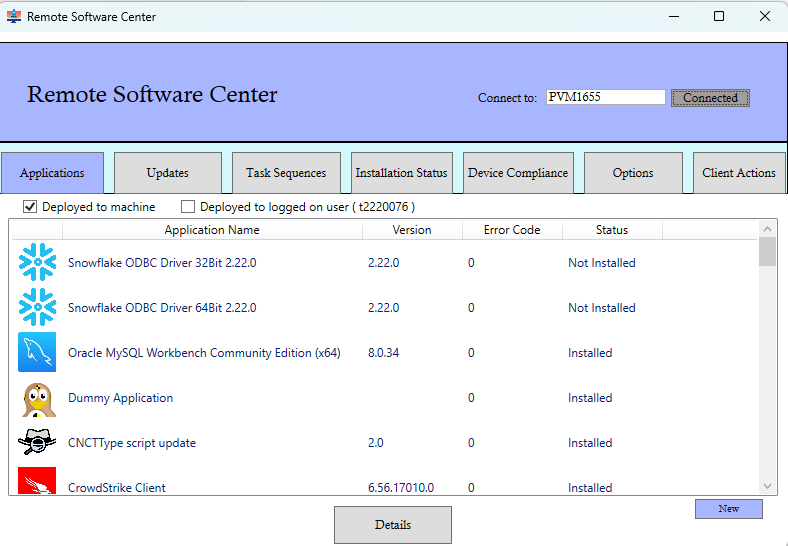 Remote Software Center
Remote Software Center
Connect to: PVM1655 Connected
Applications Updates Task Sequences Installation Status Device Compliance Options Client Actions
Deployed to machine Deployed to logged on user ( t2220076 )
Application Name Version Error Code Status
Snowflake ODBC Driver 32Bit 2.22.0 2.22.0 0 Not Installed
Snowflake ODBC Driver 64Bit 2.22.0 2.22.0 0 Not Installed
Oracle MySQL Workbench Community Edition (x64) 8.0.34 0 Installed
Dummy Application 0 Installed
CNCTType script update 2.0 0 Installed
CrowdStrike Client 6.56.17010.0 0 Installed
New
Details